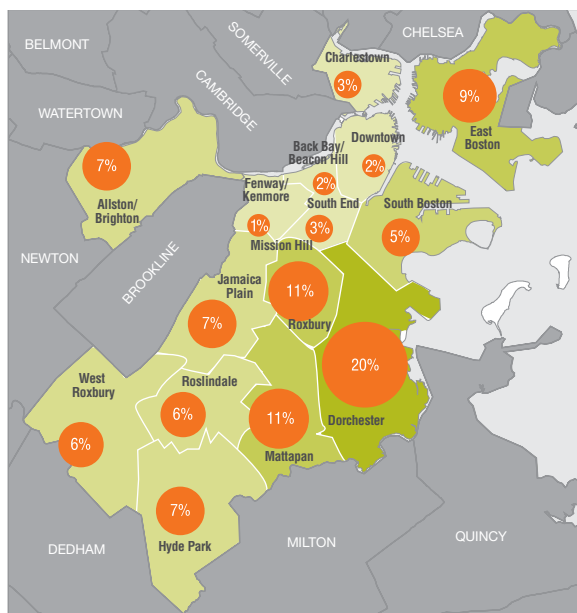 CHELSEA
BELMONT
SOMERVILLE
Charlestown
3%
9%
East
Boston
CAMBRIDGE
WATERTOWN
7%
Allston/
Brighton
Back Bay/
Beacon Hill
2%
Downtown
2%
Fenway/
Kenmore
1%
South End
3%
South Boston
5%
Mission Hill
NEWTON
BROOKLINE
Jamaica
Plain
7%
11%
Roxbury
20%
Dorchester
West
Roxbury
6%
Roslindale
6%
11%
Mattapan
7%
Hyde Park
DEDHAM
MILTON
QUINCY